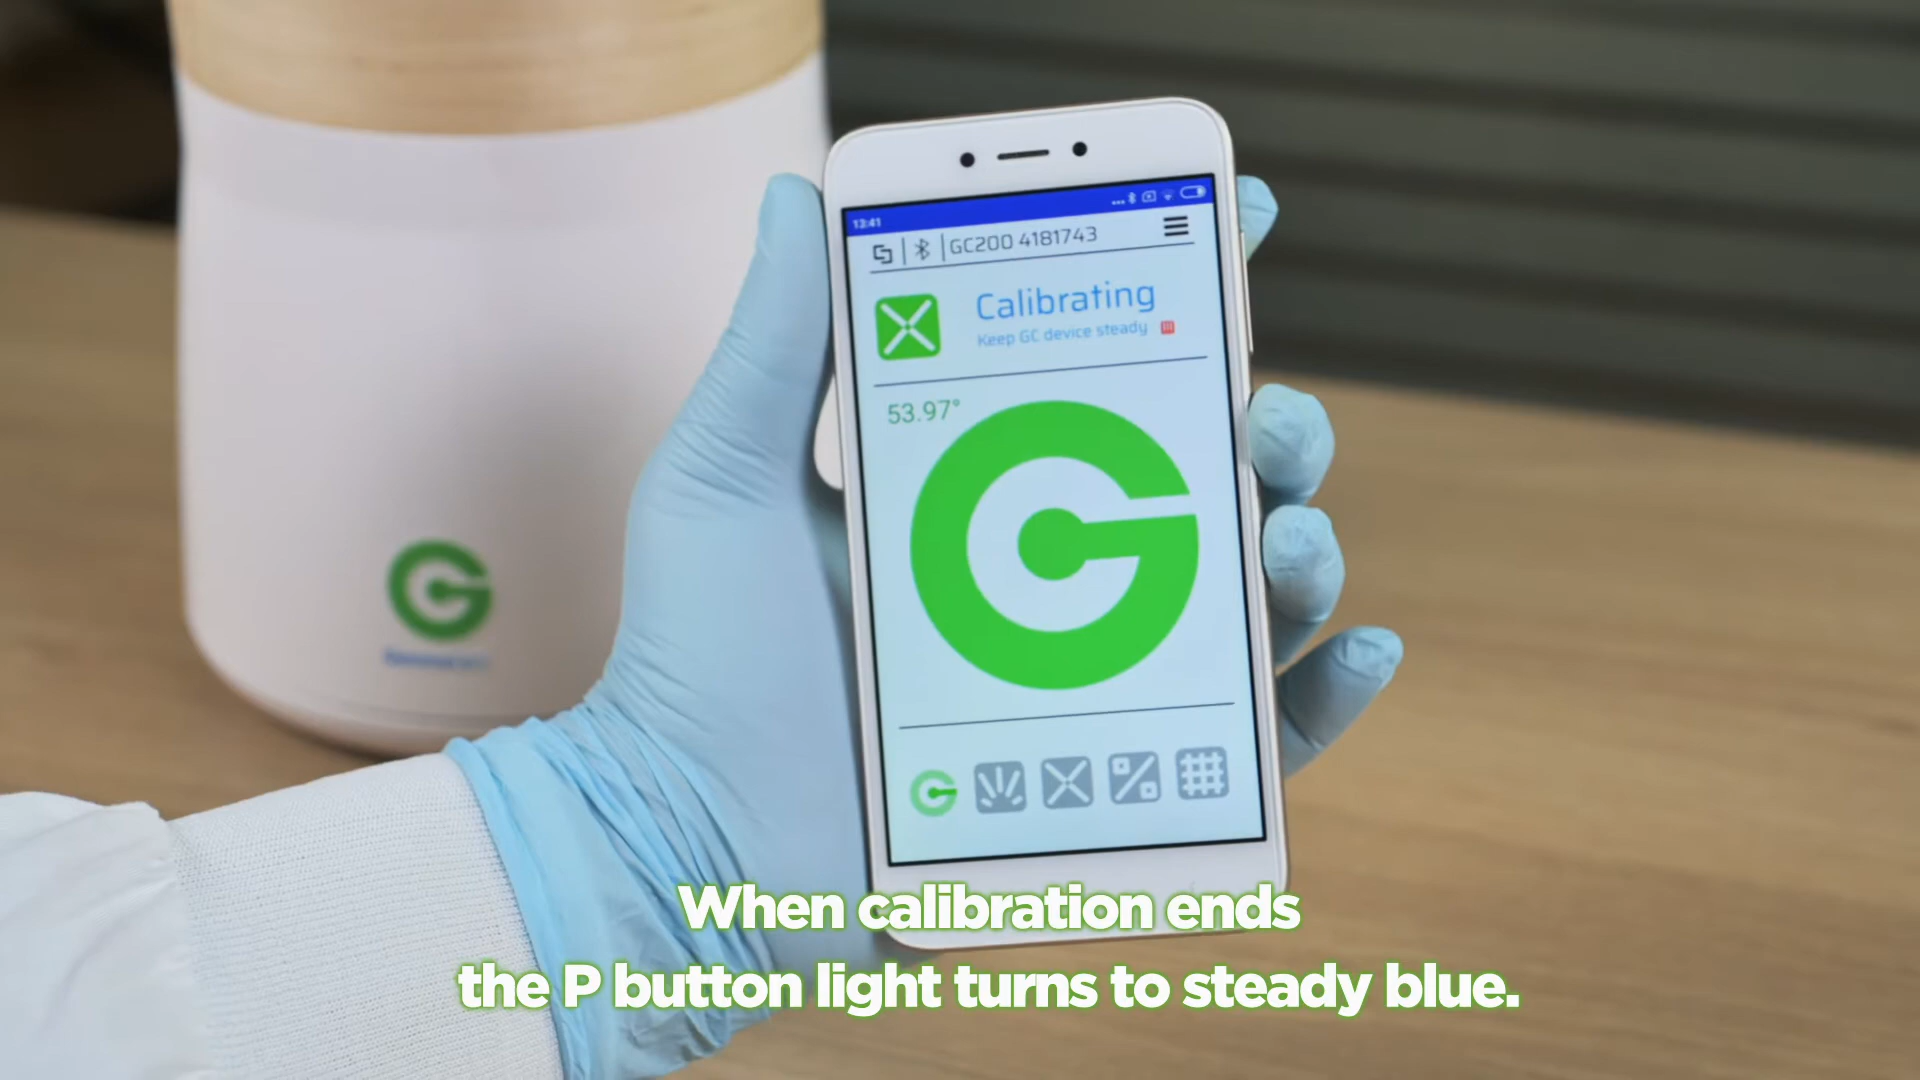 13:41
GC200 4181743
Calibrating
Keep GC device steady
53.97°
When calibration ends
the P button light turns to steady blue.